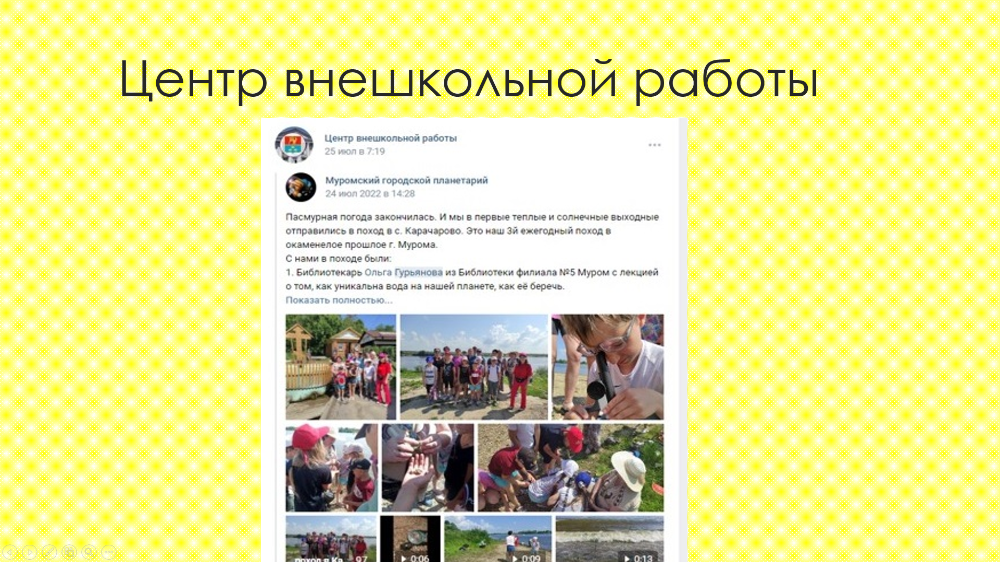 Центр внешкольной работы
Центр внешкольной работы
25 июл в 7:19
Муромский городской планетарий
24 июл 2022 в 14:28
Пасмурная погода закончилась. И мы в первые теплые и солнечные выходные
отправились в поход в с. Карачарово. Это наш 3й ежегодный поход в
окаменелое прошлое г. Мурома.
С нами в походе были:
1. Библиотекарь Ольга Гурьянова из Библиотеки филиала №5 Муром с лекцией
о том, как уникальна вода на нашей планете, как её беречь.
Показать полностью...
поход в Ка... 97
0:06
0:09
0:13